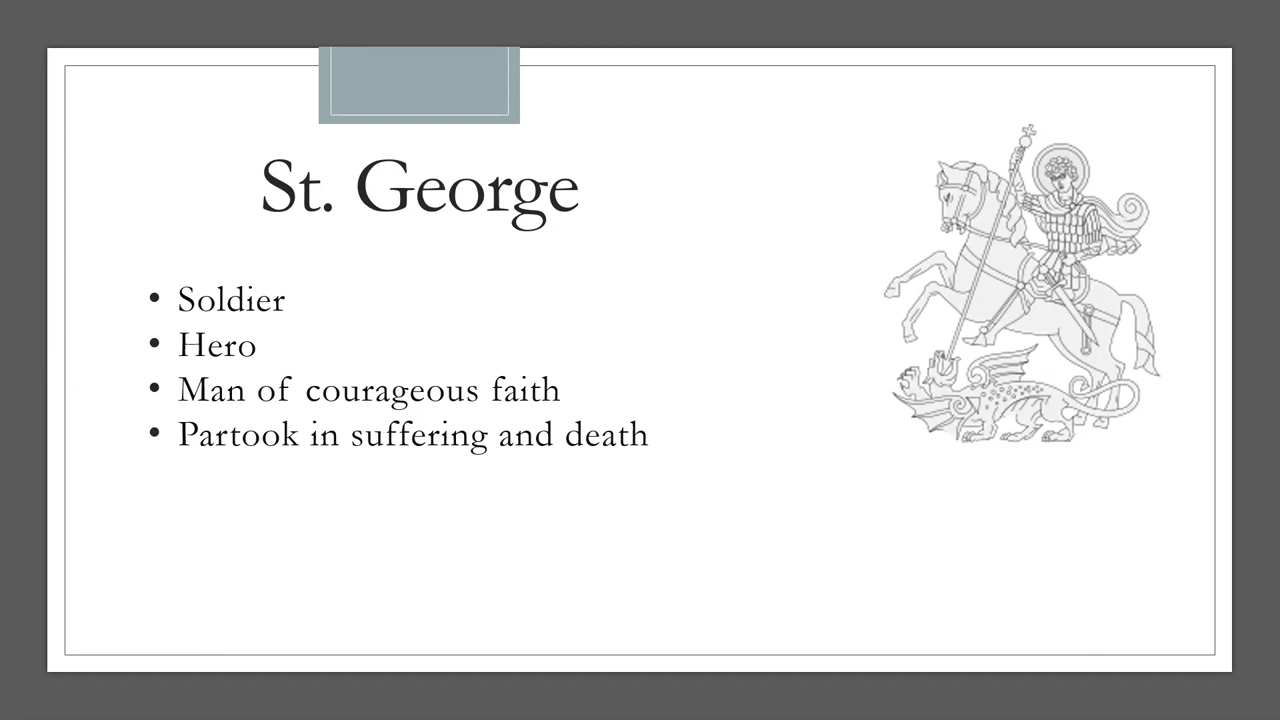 St. George
• Soldier
• Hero
• Man of courageous faith
• Partook in suffering and death